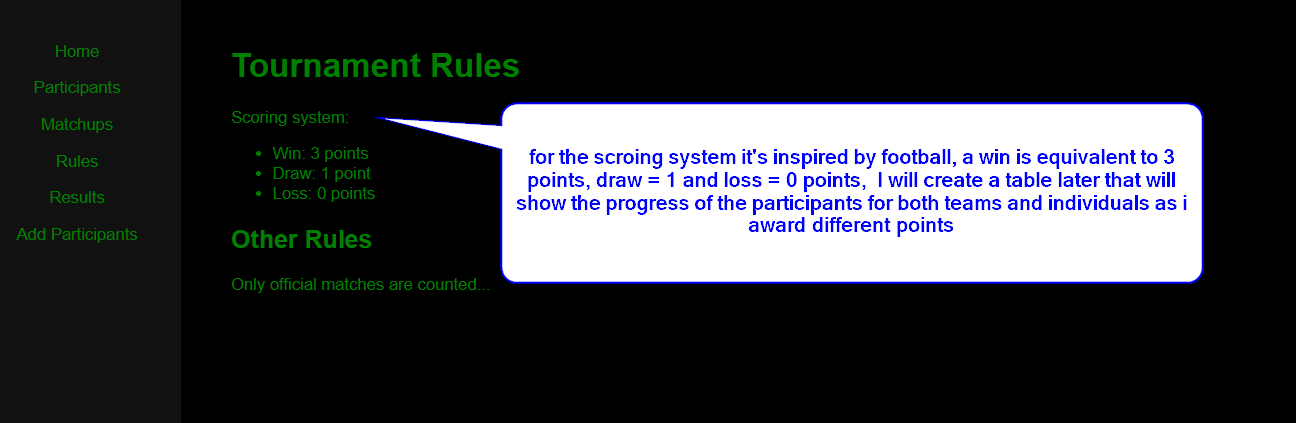 Home
Participants
Matchups
Rules
Results
Add Participants
Tournament Rules
Scoring system:
• Win: 3 points
• Draw: 1 point
• Loss: 0 points
Other Rules
Only official matches are counted...
for the scroing system it's inspired by football, a win is equivalent to 3
points, draw = 1 and loss = 0 points,  I will create a table later that will
show the progress of the participants for both teams and individuals as i
award different points